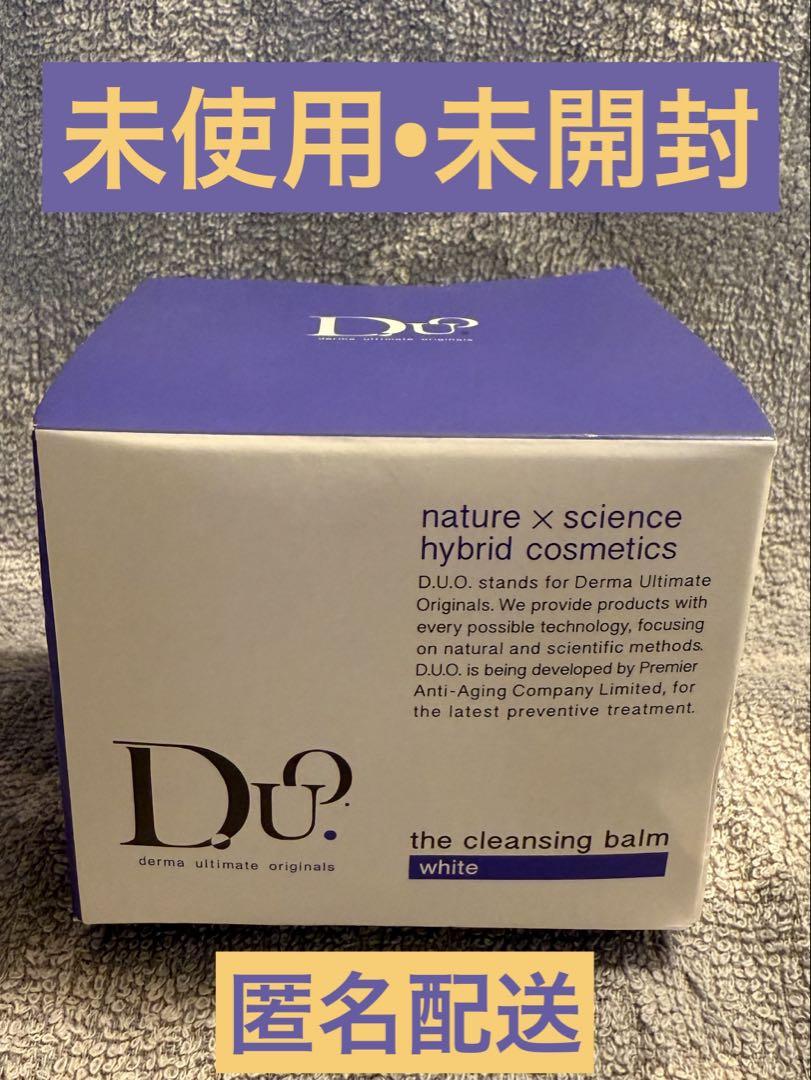 未使用•未開封
D.U.O.
derma ultimate originals
nature × science
hybrid cosmetics
D.U.O. stands for Derma Ultimate
Originals. We provide products with
every possible technology, focusing
on natural and scientific methods.
D.U.O. is being developed by Premier
Anti-Aging Company Limited, for
the latest preventive treatment.
D.U.O.
derma ultimate originals
the cleansing balm
white
匿名配送